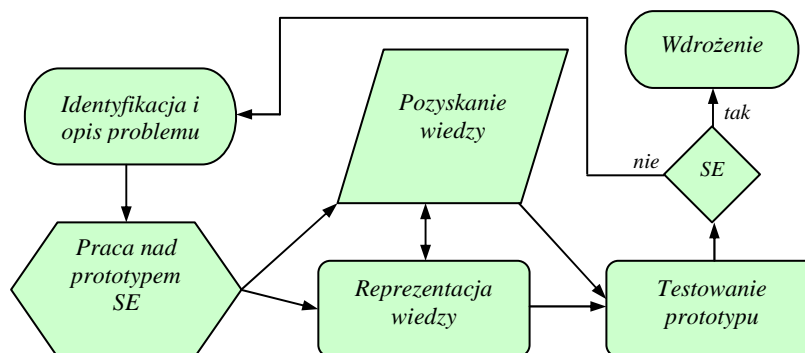 Identyfikacja i
opis problemu
Praca nad
prototypem
SE
Pozyskanie
wiedzy
Reprezentacja
wiedzy
Testowanie
prototypu
SE
nie
tak
Wdrożenie